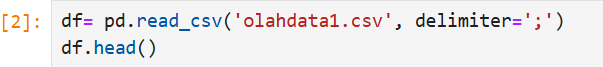 [2]: df= pd.read_csv('olahdata1.csv', delimiter=';')
df.head()